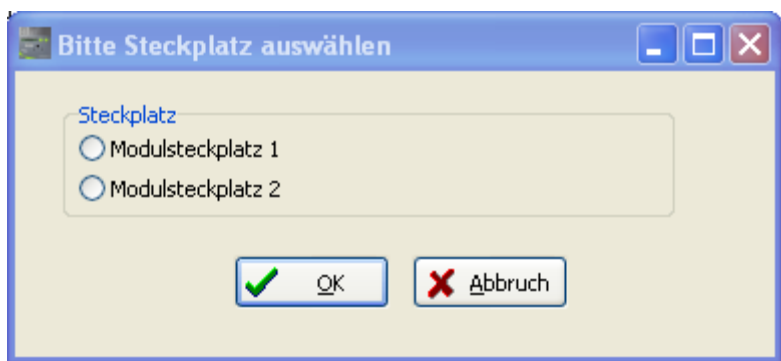 Bitte Steckplatz auswählen
Steckplatz
Modulsteckplatz 1
Modulsteckplatz 2
OK
Abbruch